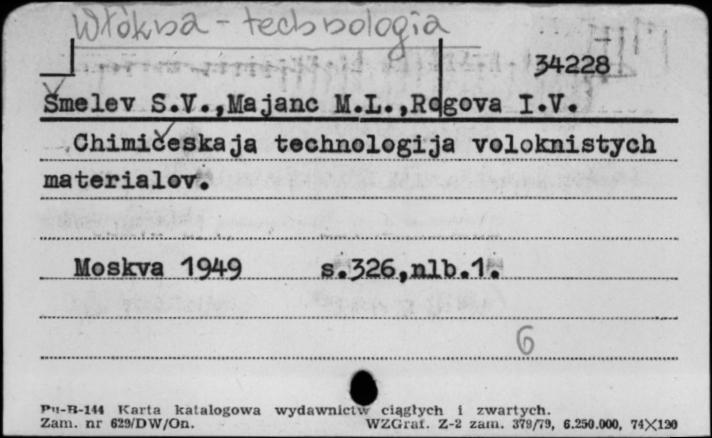 Włókna - technologia
34228
Šmelev S.V.,Majanc M.L.,Rogova I.V.
Chimičeskaja technologija voloknistych
materialov.
Moskva 1949 s.326,nlb.1.
6
Pu-B-144 Karta katalogowa wydawnictw ciągłych i zwartych.
Zam. nr 629/DW/On. WZGraf. Z-2 zam. 379/79, 6.250.000, 74X120